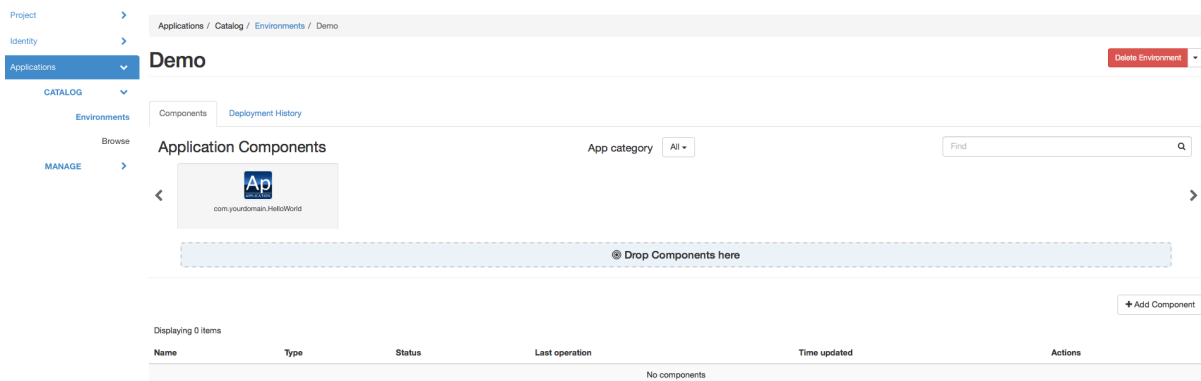 Project
Identity
Applications
CATALOG
Environments
Browse
MANAGE
Applications / Catalog / Environments / Demo
Demo
Delete Environment
Components Deployment History
Application Components
App category All
Find
Ap
APPLICATION
com.yourdomain.HelloWorld
Drop Components here
+ Add Component
Displaying 0 items
Name Type Status Last operation Time updated Actions
No components